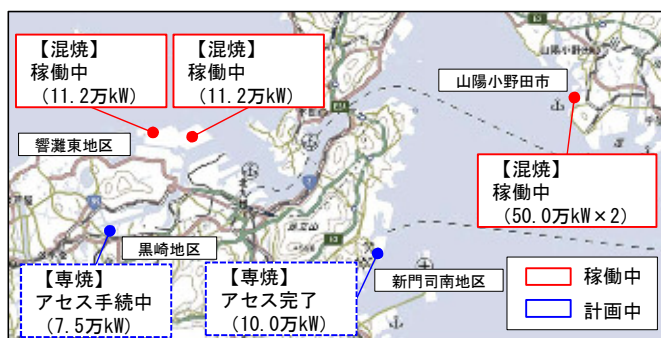 【混焼】
稼働中
(11.2万kW)
【混焼】
稼働中
(11.2万kW)
山陽小野田市
響灘東地区
【混焼】
稼働中
(50.0万kW×2)
黒崎地区
【専焼】
アセス手続中
(7.5万kW)
【専焼】
アセス完了
(10.0万kW)
新門司南地区
稼働中
計画中